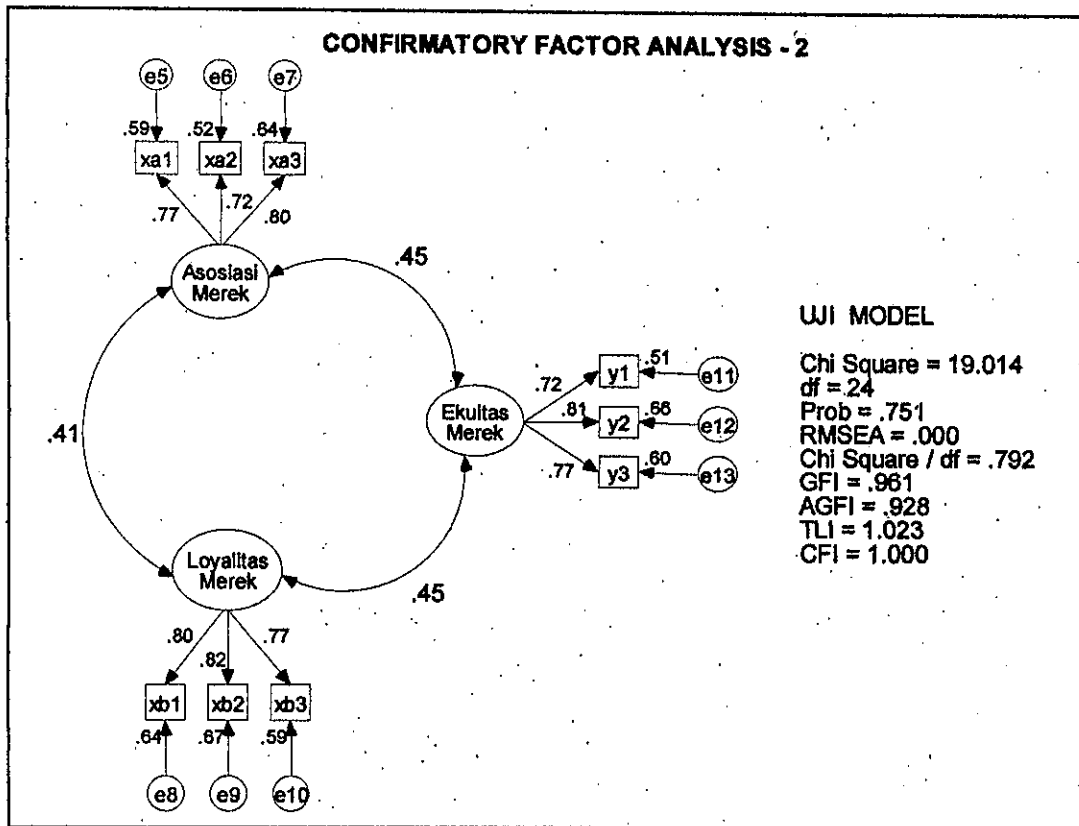 CONFIRMATORY FACTOR ANALYSIS - 2
e5 e6 e7
.59 .52 .64
xa1 xa2 xa3
.77 .72 .80
Asosiasi
Merek
.45
.41
Ekuitas
Merek
.72 y1 .51 e11
.81 y2 .66 e12
.77 y3 .60 e13
Loyalitas
Merek
.45
.80 .82 .77
xb1 xb2 xb3
.64 .67 .59
e8 e9 e10
UJI MODEL
Chi Square = 19.014
df = 24
Prob = .751
RMSEA = .000
Chi Square / df = .792
GFI = .961
AGFI = .928
TLI = 1.023
CFI = 1.000